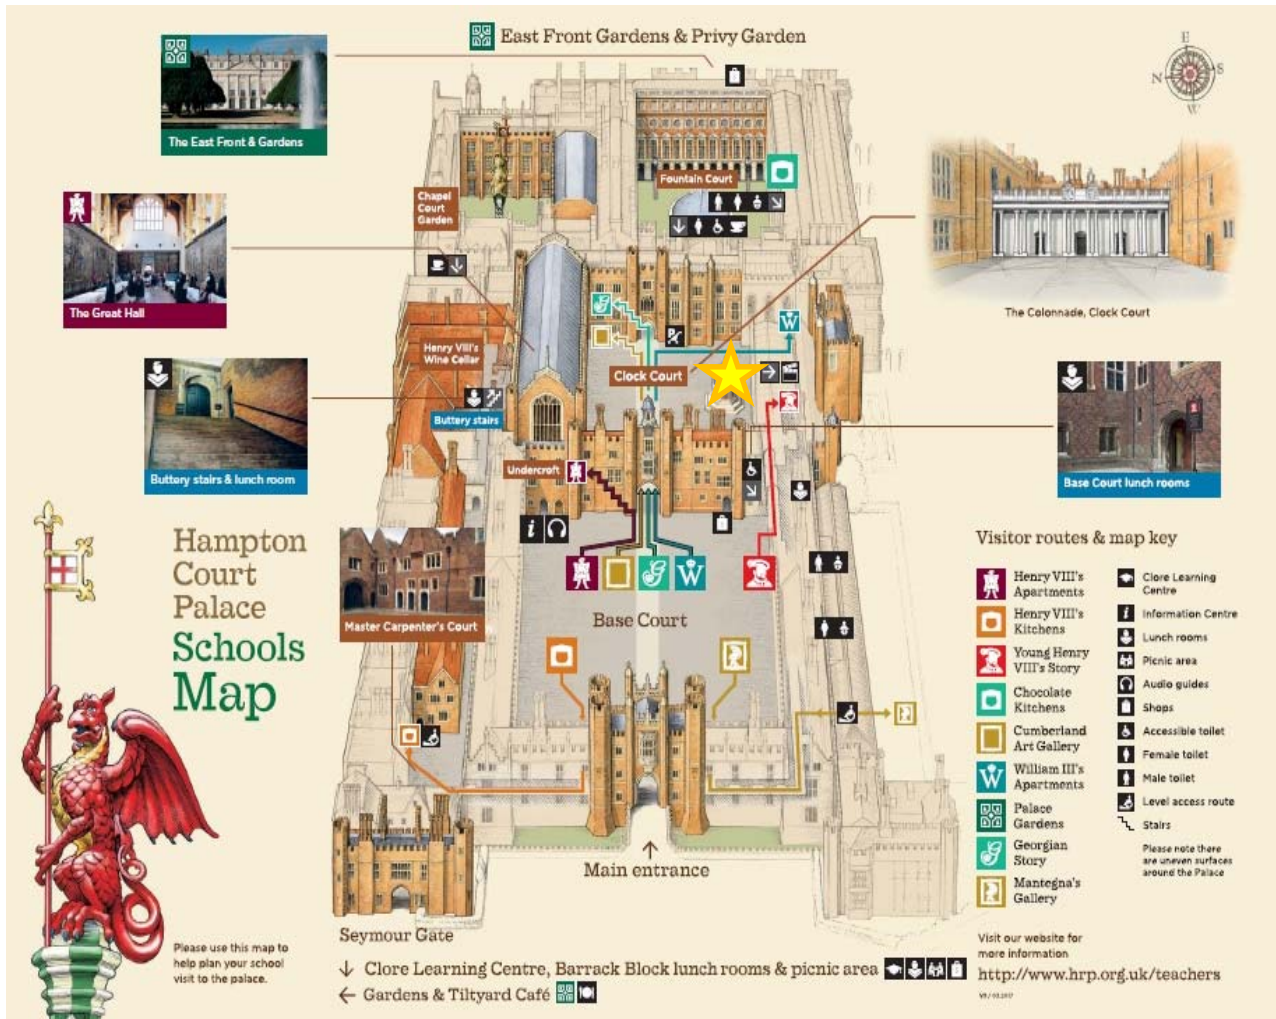 East Front Gardens & Privy Garden
E
N
S
W
The East Front & Gardens
Fountain Court
Chapel
Court
Garden
The Great Hall
The Colonnade, Clock Court
Henry VIII's
Wine Cellar
Clock Court
W
Buttery stairs
Buttery stairs & lunch room
Base Court lunch rooms
Undercroft
i
W
Hampton
Court
Palace
Schools
Map
Master Carpenter's Court
Base Court
Visitor routes & map key
Henry VIII's
Apartments
Henry VIII's
Kitchens
Young Henry
VIII's Story
Chocolate
Kitchens
Cumberland
Art Gallery
W
William III's
Apartments
Palace
Gardens
Georgian
Story
Mantegna's
Gallery
Clore Learning
Centre
i
Information Centre
Lunch rooms
Picnic area
Audio guides
Shops
Accessible toilet
Female toilet
Male toilet
Level access route
Stairs
Please note there
are uneven surfaces
around the Palace
Main entrance
Seymour Gate
Please use this map to
help plan your school
visit to the palace.
↓ Clore Learning Centre, Barrack Block lunch rooms & picnic area
← Gardens & Tiltyard Café
Visit our website for
more information
http://www.hrp.org.uk/teachers